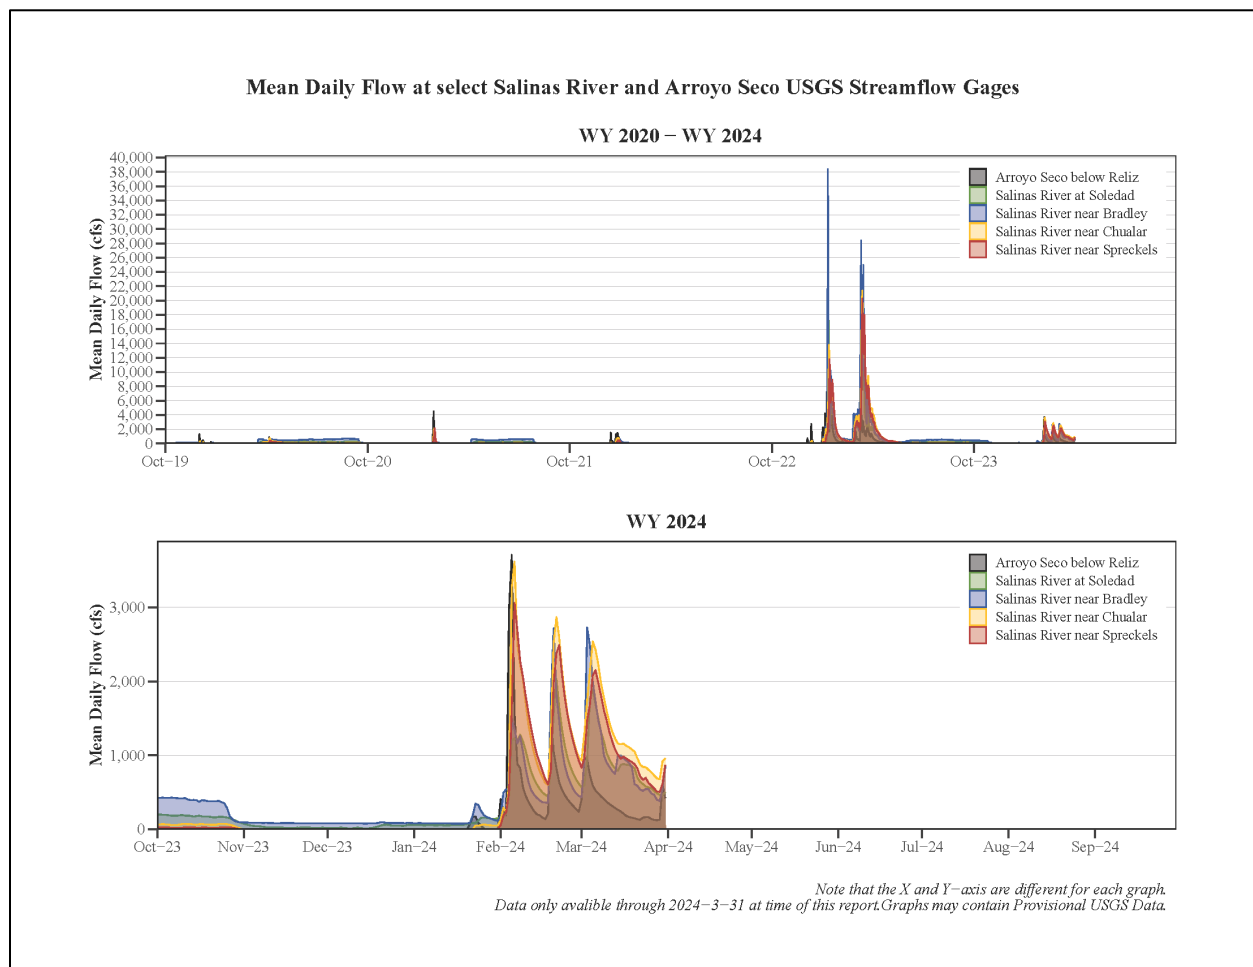 Mean Daily Flow at select Salinas River and Arroyo Seco USGS Streamflow Gages
WY 2020 − WY 2024
Mean Daily Flow (cfs)
40,000
38,000
36,000
34,000
32,000
30,000
28,000
26,000
24,000
22,000
20,000
18,000
16,000
14,000
12,000
10,000
8,000
6,000
4,000
2,000
0
Arroyo Seco below Reliz
Salinas River at Soledad
Salinas River near Bradley
Salinas River near Chualar
Salinas River near Spreckels
Oct−19 Oct−20 Oct−21 Oct−22 Oct−23
WY 2024
Mean Daily Flow (cfs)
3,000
2,000
1,000
0
Arroyo Seco below Reliz
Salinas River at Soledad
Salinas River near Bradley
Salinas River near Chualar
Salinas River near Spreckels
Oct−23 Nov−23 Dec−23 Jan−24 Feb−24 Mar−24 Apr−24 May−24 Jun−24 Jul−24 Aug−24 Sep−24
Note that the X and Y−axis are different for each graph.
Data only avalible through 2024−3−31 at time of this report.Graphs may contain Provisional USGS Data.